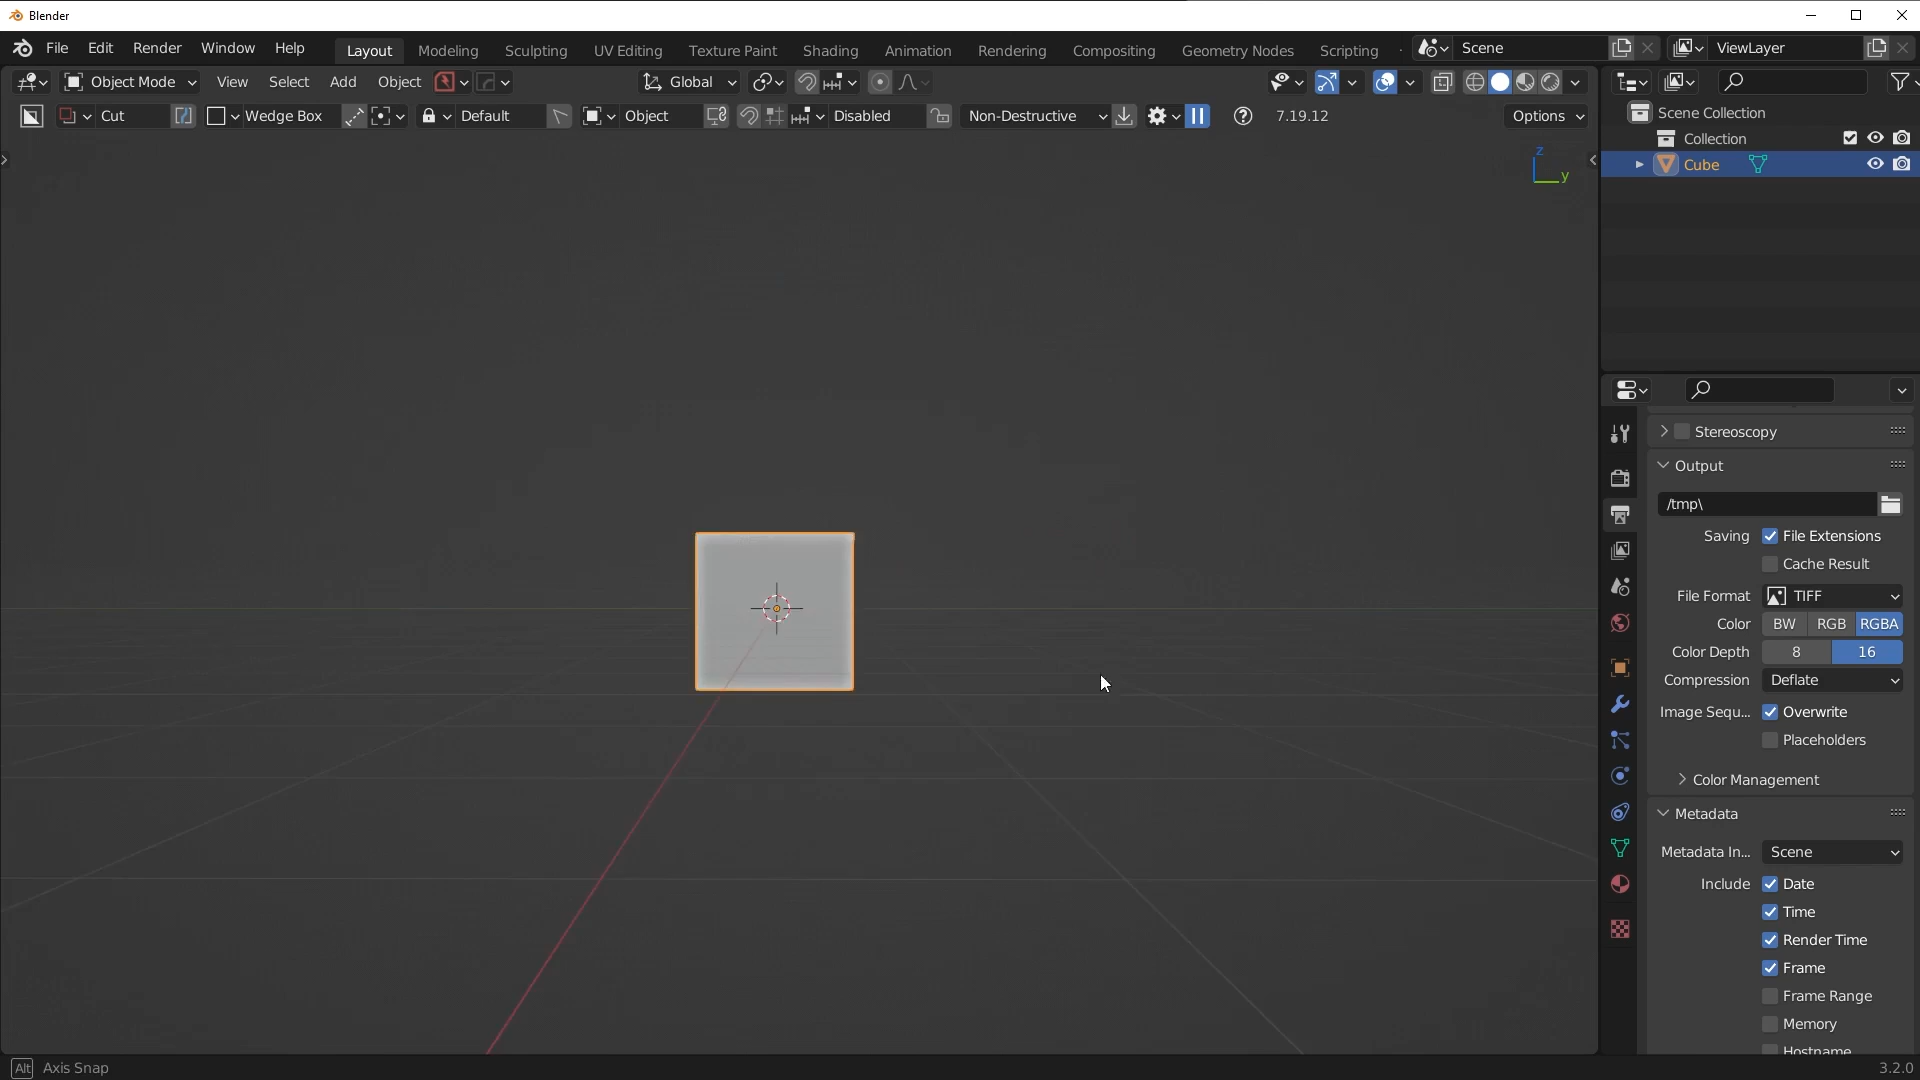 Blender
File Edit Render Window Help Layout Modeling Sculpting UV Editing Texture Paint Shading Animation Rendering Compositing Geometry Nodes Scripting Scene ViewLayer
Object Mode View Select Add Object Global
Cut Wedge Box Default Object Disabled Non-Destructive 7.19.12 Options
Scene Collection
Collection
Cube
z
y
Stereoscopy
Output
/tmp\
Saving File Extensions
Cache Result
File Format TIFF
Color BW RGB RGBA
Color Depth 8 16
Compression Deflate
Image Sequ... Overwrite
Placeholders
Color Management
Metadata
Metadata In... Scene
Include Date
Time
Render Time
Frame
Frame Range
Memory
Hostname
Alt Axis Snap 3.2.0